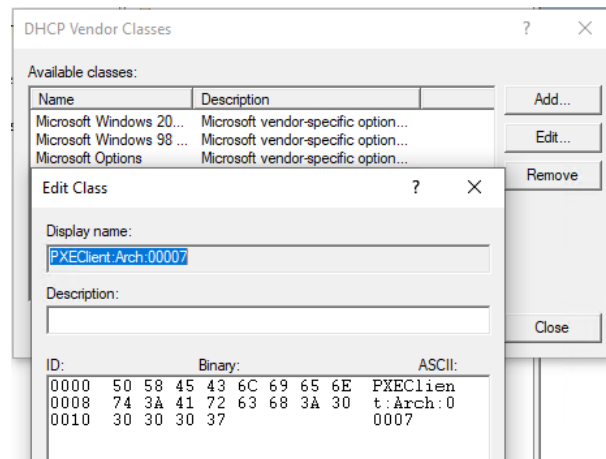 DHCP Vendor Classes ? ×
Available classes:
Name Description
Add...
Microsoft Windows 20... Microsoft vendor-specific option...
Microsoft Windows 98 ... Microsoft vendor-specific option...
Edit...
Microsoft Options Microsoft vendor-specific option...
Remove
Edit Class ? ×
Display name:
PXEClient:Arch:00007
Description:
Close
ID: Binary: ASCII:
0000 50 58 45 43 6C 69 65 6E PXEClien
0008 74 3A 41 72 63 68 3A 30 t:Arch:0
0010 30 30 30 37 0007